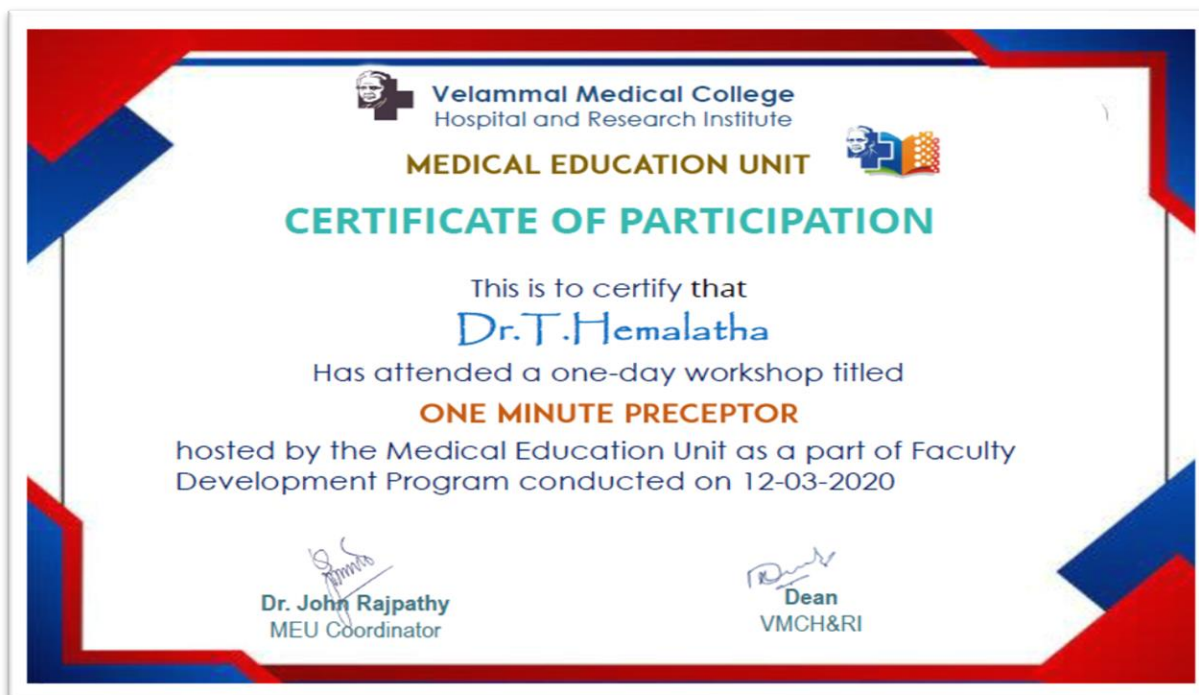 Velammal Medical College
Hospital and Research Institute
MEDICAL EDUCATION UNIT
CERTIFICATE OF PARTICIPATION
This is to certify that
Dr.T.Hemalatha
Has attended a one-day workshop titled
ONE MINUTE PRECEPTOR
hosted by the Medical Education Unit as a part of Faculty
Development Program conducted on 12-03-2020
Dr. John Rajpathy
MEU Coordinator
Dean
VMCH&RI